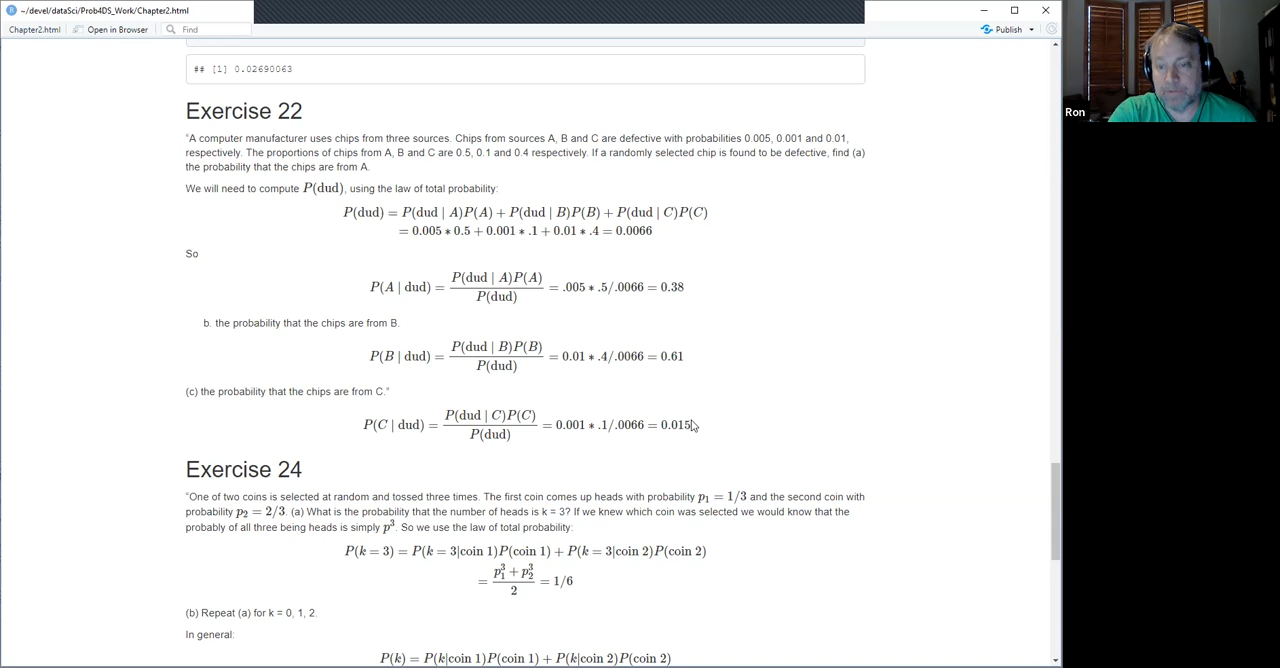 ~/devel/dataSci/Prob4DS_Work/Chapter2.html
Chapter2.html Open in Browser Find Publish
Ron
## [1] 0.02690063
Exercise 22
"A computer manufacturer uses chips from three sources. Chips from sources A, B and C are defective with probabilities 0.005, 0.001 and 0.01,
respectively. The proportions of chips from A, B and C are 0.5, 0.1 and 0.4 respectively. If a randomly selected chip is found to be defective, find (a)
the probability that the chips are from A.
We will need to compute P(dud), using the law of total probability:
P(dud) = P(dud | A)P(A) + P(dud | B)P(B) + P(dud | C)P(C)
= 0.005 * 0.5 + 0.001 * .1 + 0.01 * .4 = 0.0066
So
P(A | dud) = P(dud | A)P(A) / P(dud) = .005 * .5/.0066 = 0.38
b. the probability that the chips are from B.
P(B | dud) = P(dud | B)P(B) / P(dud) = 0.01 * .4/.0066 = 0.61
(c) the probability that the chips are from C."
P(C | dud) = P(dud | C)P(C) / P(dud) = 0.001 * .1/.0066 = 0.015
Exercise 24
"One of two coins is selected at random and tossed three times. The first coin comes up heads with probability p₁ = 1/3 and the second coin with
probability p₂ = 2/3. (a) What is the probability that the number of heads is k = 3? If we knew which coin was selected we would know that the
probably of all three being heads is simply p³. So we use the law of total probability:
P(k = 3) = P(k = 3|coin 1)P(coin 1) + P(k = 3|coin 2)P(coin 2)
= p₁³ + p₂³ / 2 = 1/6
(b) Repeat (a) for k = 0, 1, 2.
In general:
P(k) = P(k|coin 1)P(coin 1) + P(k|coin 2)P(coin 2)